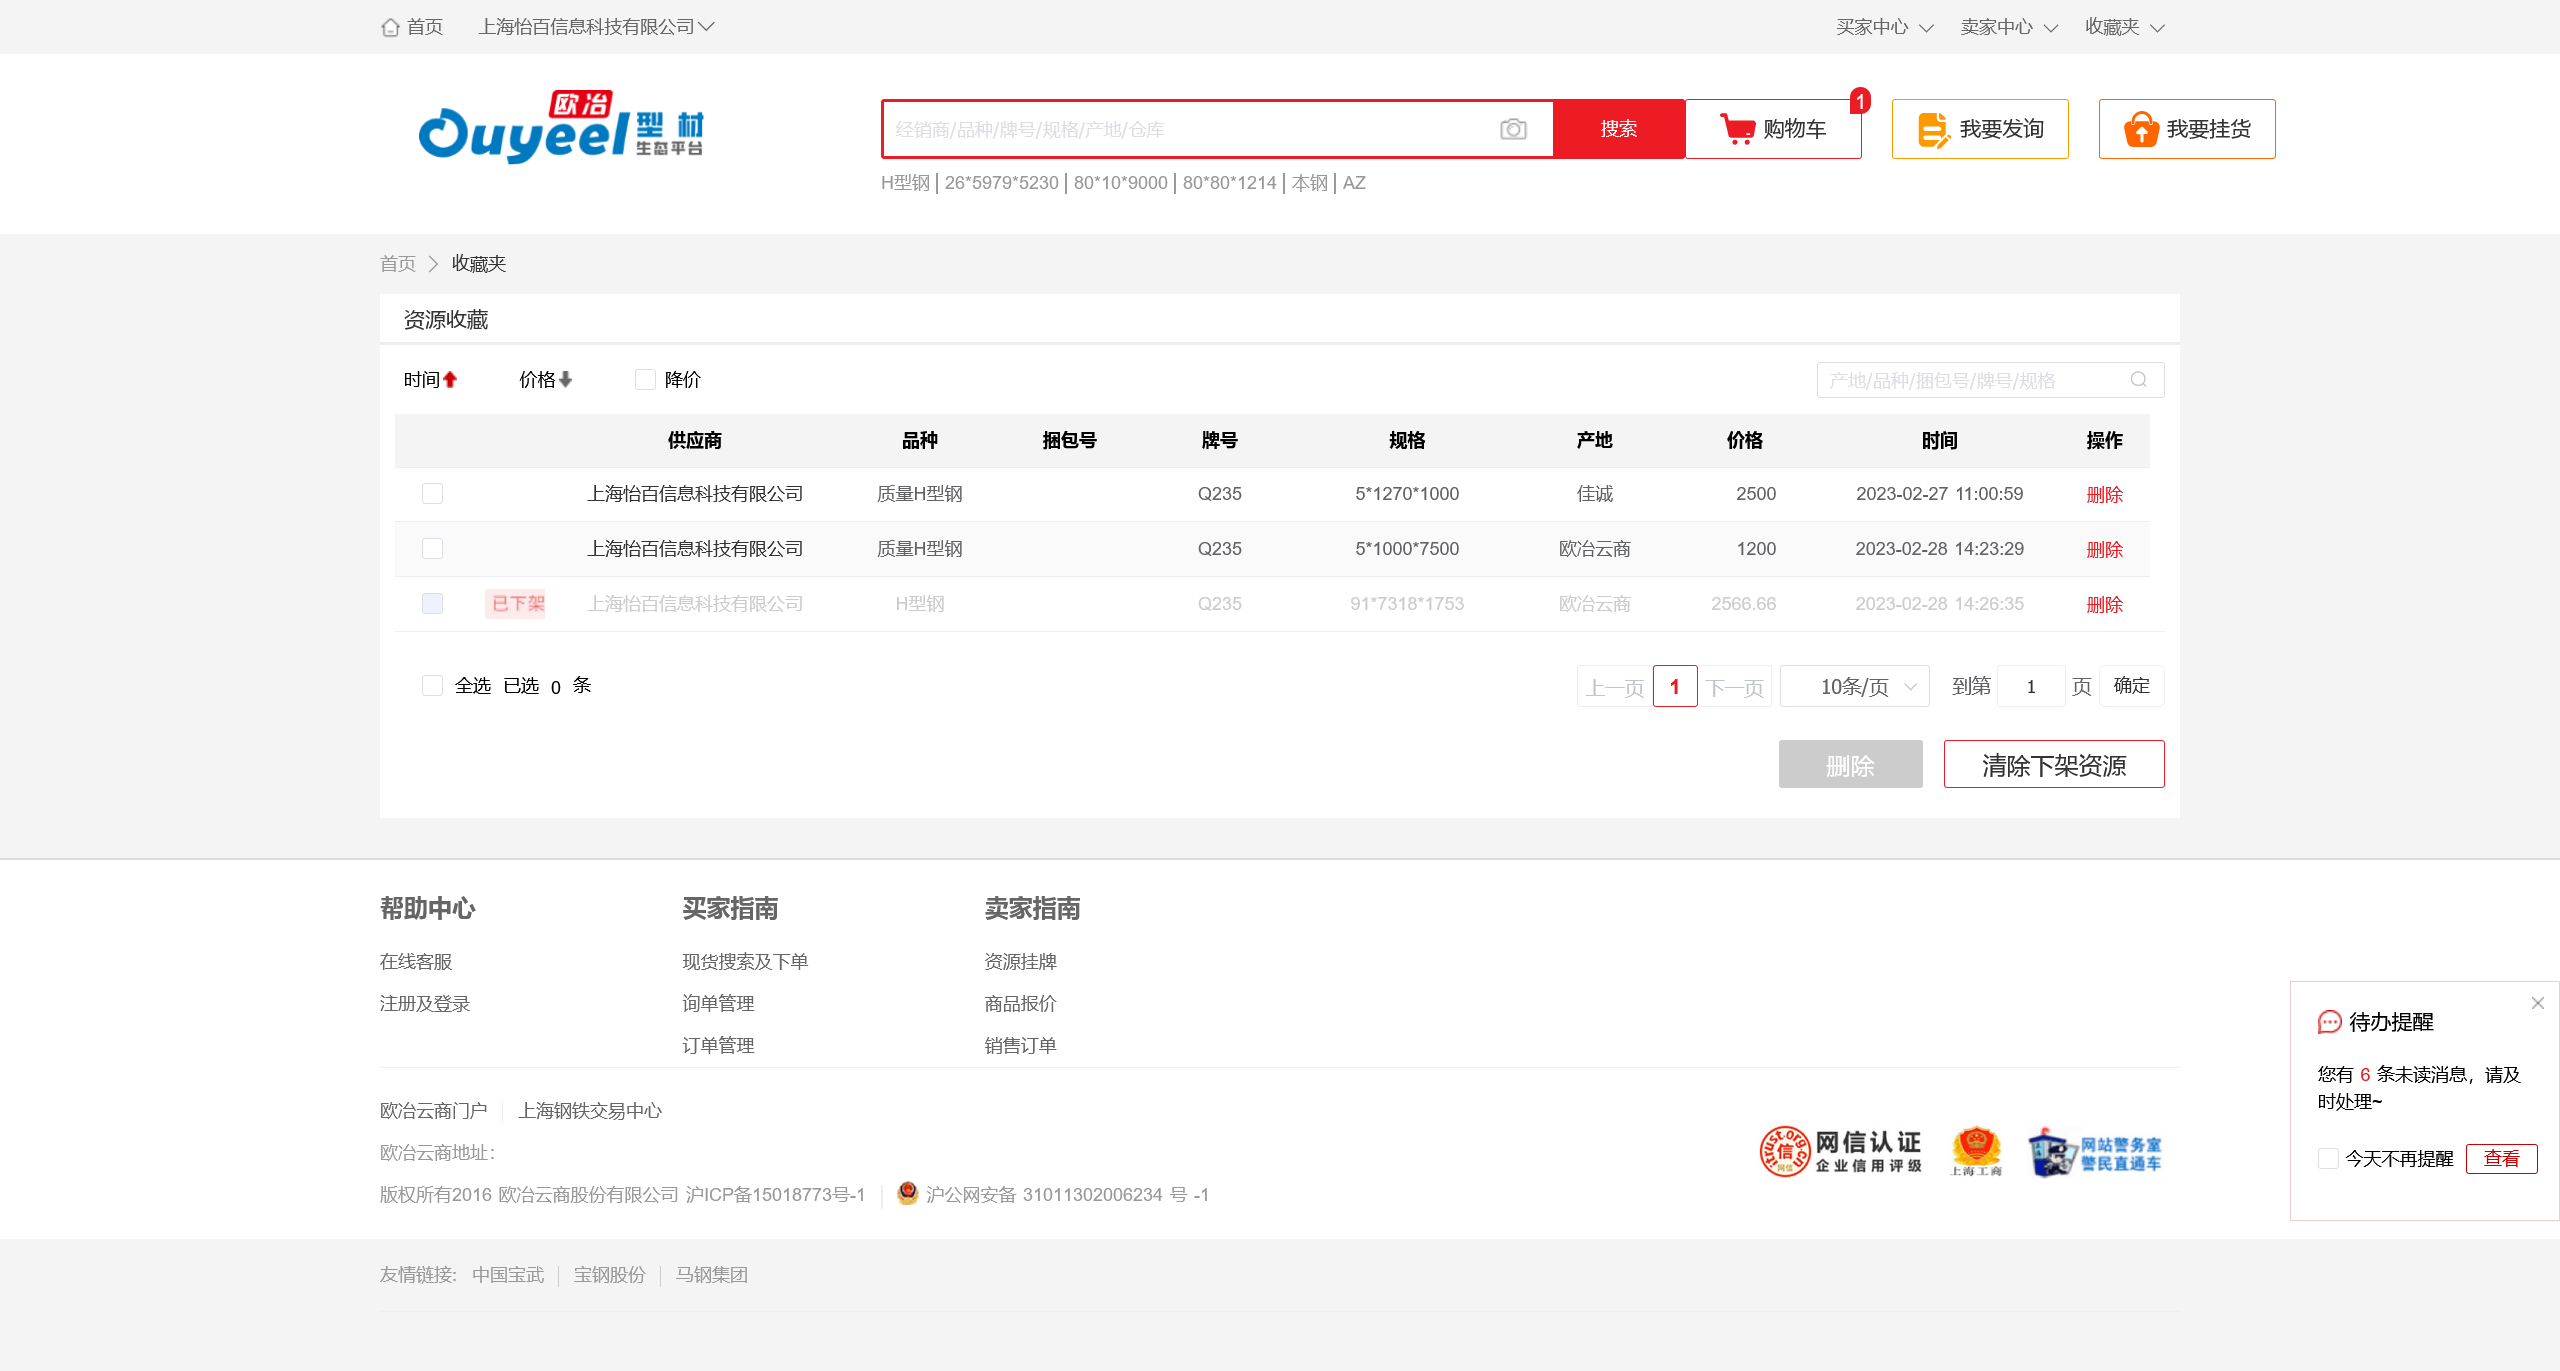 首页 上海怡百信息科技有限公司 买家中心 卖家中心 收藏夹
欧冶
Ouyeel 型材
生态平台
经销商/品种/牌号/规格/产地/仓库 搜索 购物车 1 我要发询 我要挂货
H型钢 | 26*5979*5230 | 80*10*9000 | 80*80*1214 | 本钢 | AZ
首页 > 收藏夹
资源收藏
时间 价格 降价 产地/品种/捆包号/牌号/规格
供应商 品种 捆包号 牌号 规格 产地 价格 时间 操作
上海怡百信息科技有限公司 质量H型钢 Q235 5*1270*1000 佳诚 2500 2023-02-27 11:00:59 删除
上海怡百信息科技有限公司 质量H型钢 Q235 5*1000*7500 欧冶云商 1200 2023-02-28 14:23:29 删除
已下架 上海怡百信息科技有限公司 H型钢 Q235 91*7318*1753 欧冶云商 2566.66 2023-02-28 14:26:35 删除
全选 已选 0 条 上一页 1 下一页 10条/页 到第 1 页 确定
删除 清除下架资源
帮助中心 买家指南 卖家指南
在线客服 现货搜索及下单 资源挂牌
注册及登录 询单管理 商品报价
订单管理 销售订单
待办提醒
您有 6 条未读消息，请及
时处理~
今天不再提醒 查看
欧冶云商门户 上海钢铁交易中心
欧冶云商地址：
版权所有2016 欧冶云商股份有限公司 沪ICP备15018773号-1 沪公网安备 31011302006234 号 -1
网信认证
企业信用评级
上海工商
网站警务室
警民直通车
友情链接: 中国宝武 宝钢股份 马钢集团